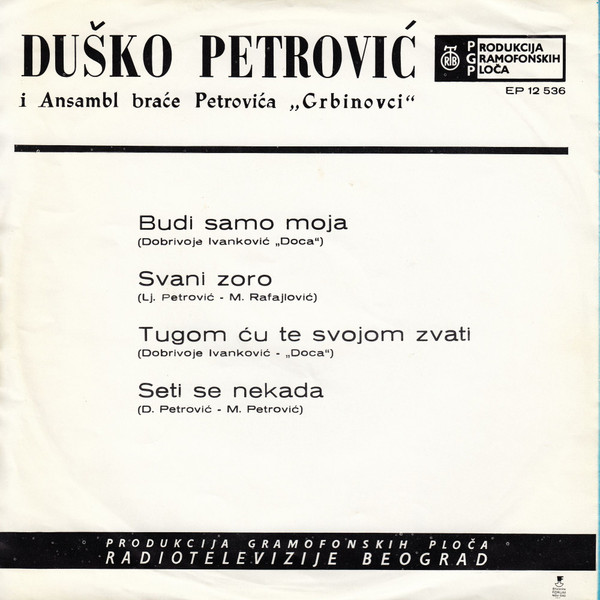 DUŠKO PETROVIĆ
i Ansambl braće Petrovića „Grbinovci“
RTB
PGP
PRODUKCIJA
GRAMOFONSKIH
PLOČA
EP 12 536
Budi samo moja
(Dobrivoje Ivanković „Doca“)
Svani zoro
(Lj. Petrović - M. Rafajlović)
Tugom ću te svojom zvati
(Dobrivoje Ivanković - „Doca“)
Seti se nekada
(D. Petrović - M. Petrović)
PRODUKCIJA GRAMOFONSKIH PLOČA
RADIOTELEVIZIJE BEOGRAD